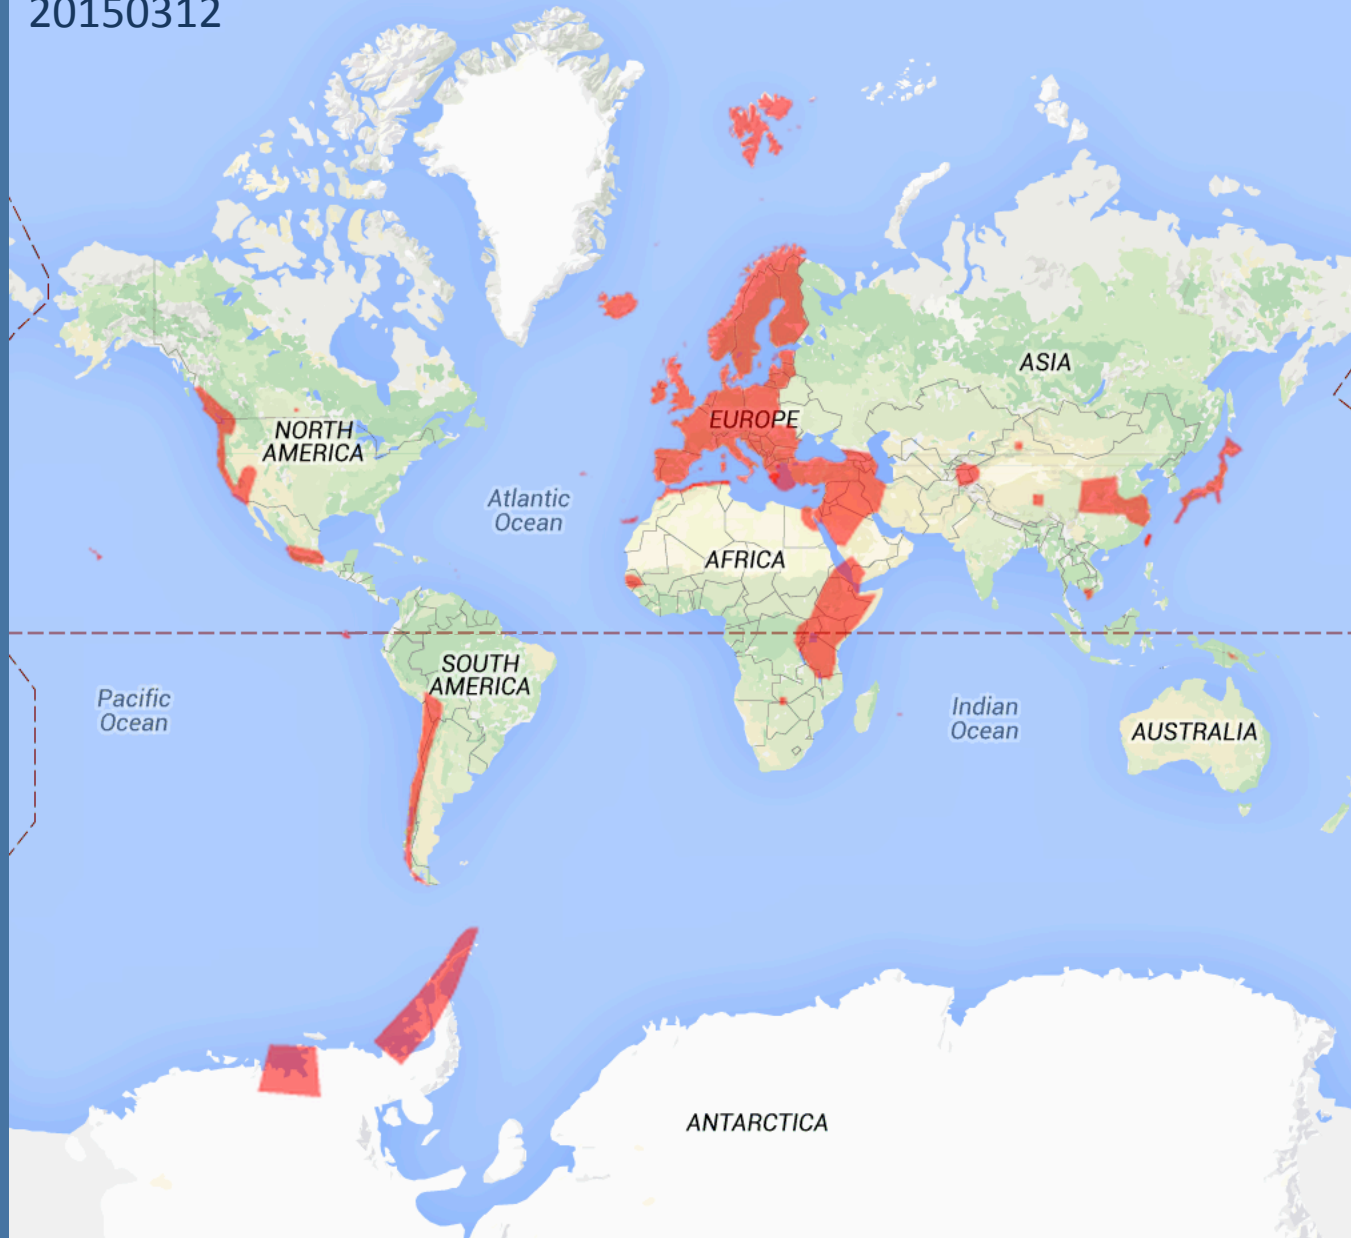 20150312
ASIA
NORTH
AMERICA
EUROPE
Atlantic
Ocean
AFRICA
SOUTH
AMERICA
Pacific
Ocean
Indian
Ocean
AUSTRALIA
ANTARCTICA